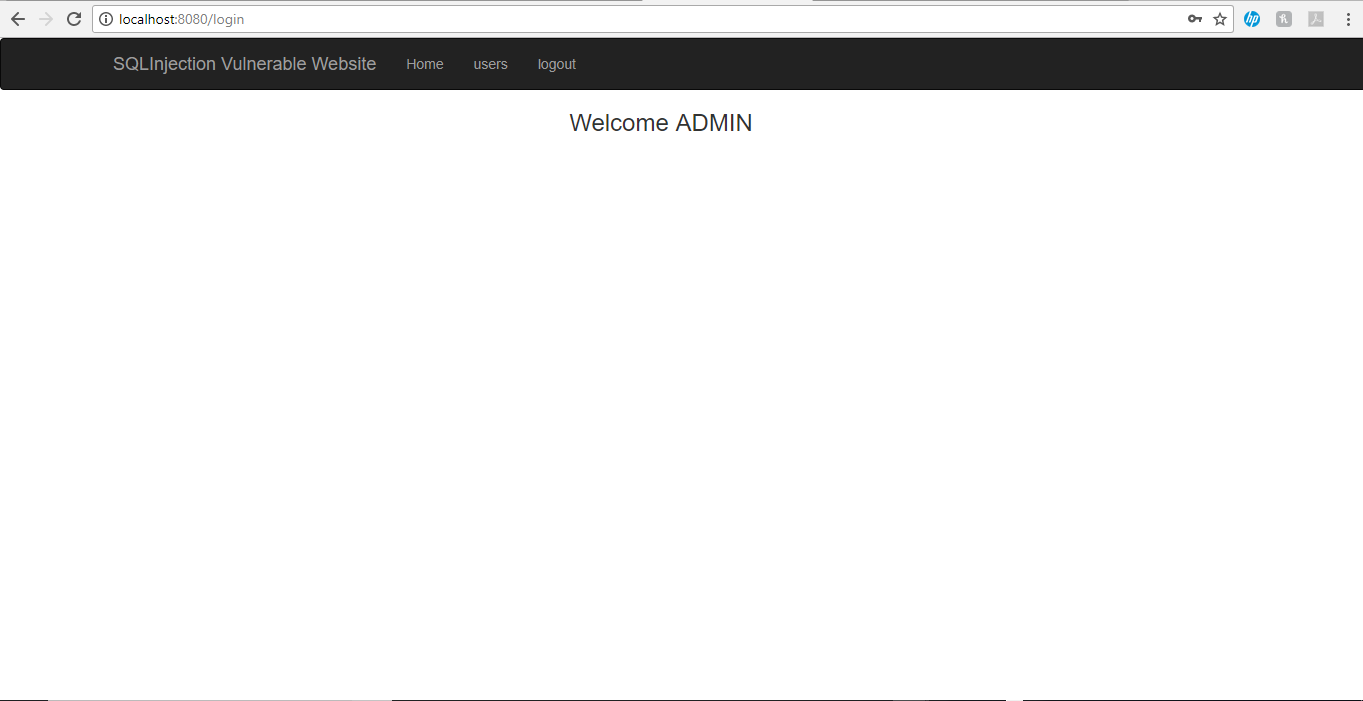 localhost:8080/login
SQLInjection Vulnerable Website Home users logout
Welcome ADMIN